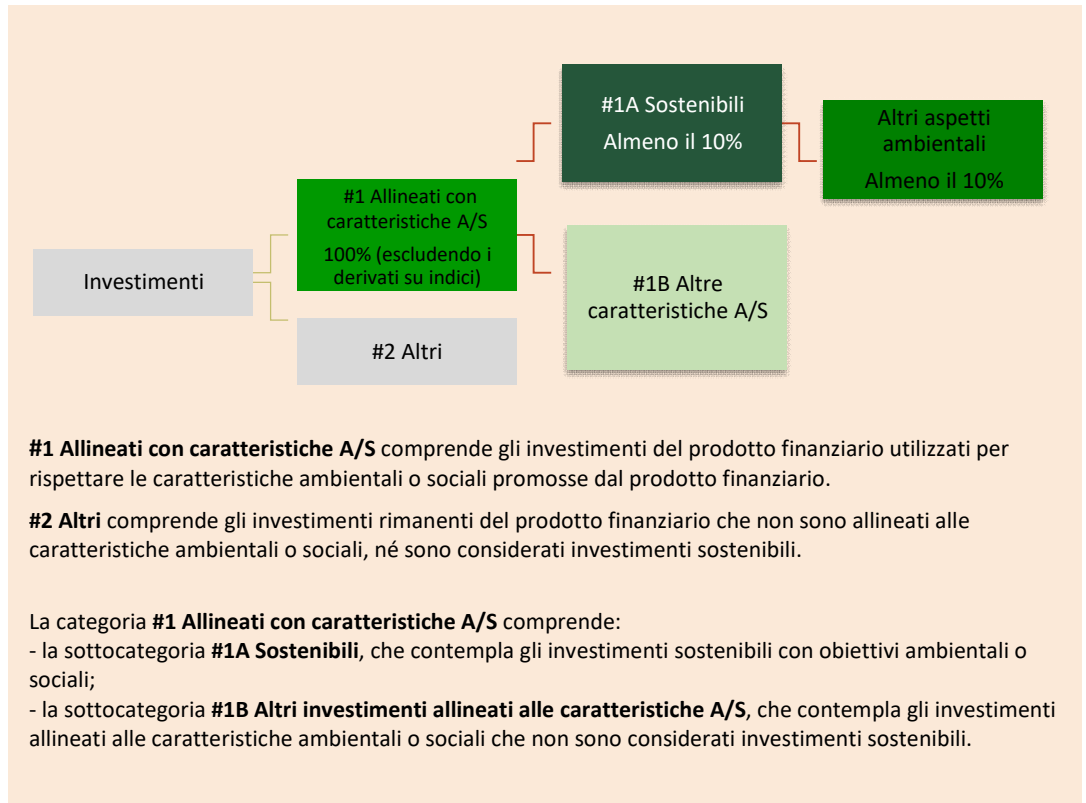 #1A Sostenibili
Almeno il 10%
Altri aspetti
ambientali
Almeno il 10%
#1 Allineati con
caratteristiche A/S
100% (escludendo i
derivati su indici)
Investimenti
#1B Altre
caratteristiche A/S
#2 Altri
#1 Allineati con caratteristiche A/S comprende gli investimenti del prodotto finanziario utilizzati per
rispettare le caratteristiche ambientali o sociali promosse dal prodotto finanziario.
#2 Altri comprende gli investimenti rimanenti del prodotto finanziario che non sono allineati alle
caratteristiche ambientali o sociali, né sono considerati investimenti sostenibili.
La categoria #1 Allineati con caratteristiche A/S comprende:
- la sottocategoria #1A Sostenibili, che contempla gli investimenti sostenibili con obiettivi ambientali o
sociali;
- la sottocategoria #1B Altri investimenti allineati alle caratteristiche A/S, che contempla gli investimenti
allineati alle caratteristiche ambientali o sociali che non sono considerati investimenti sostenibili.